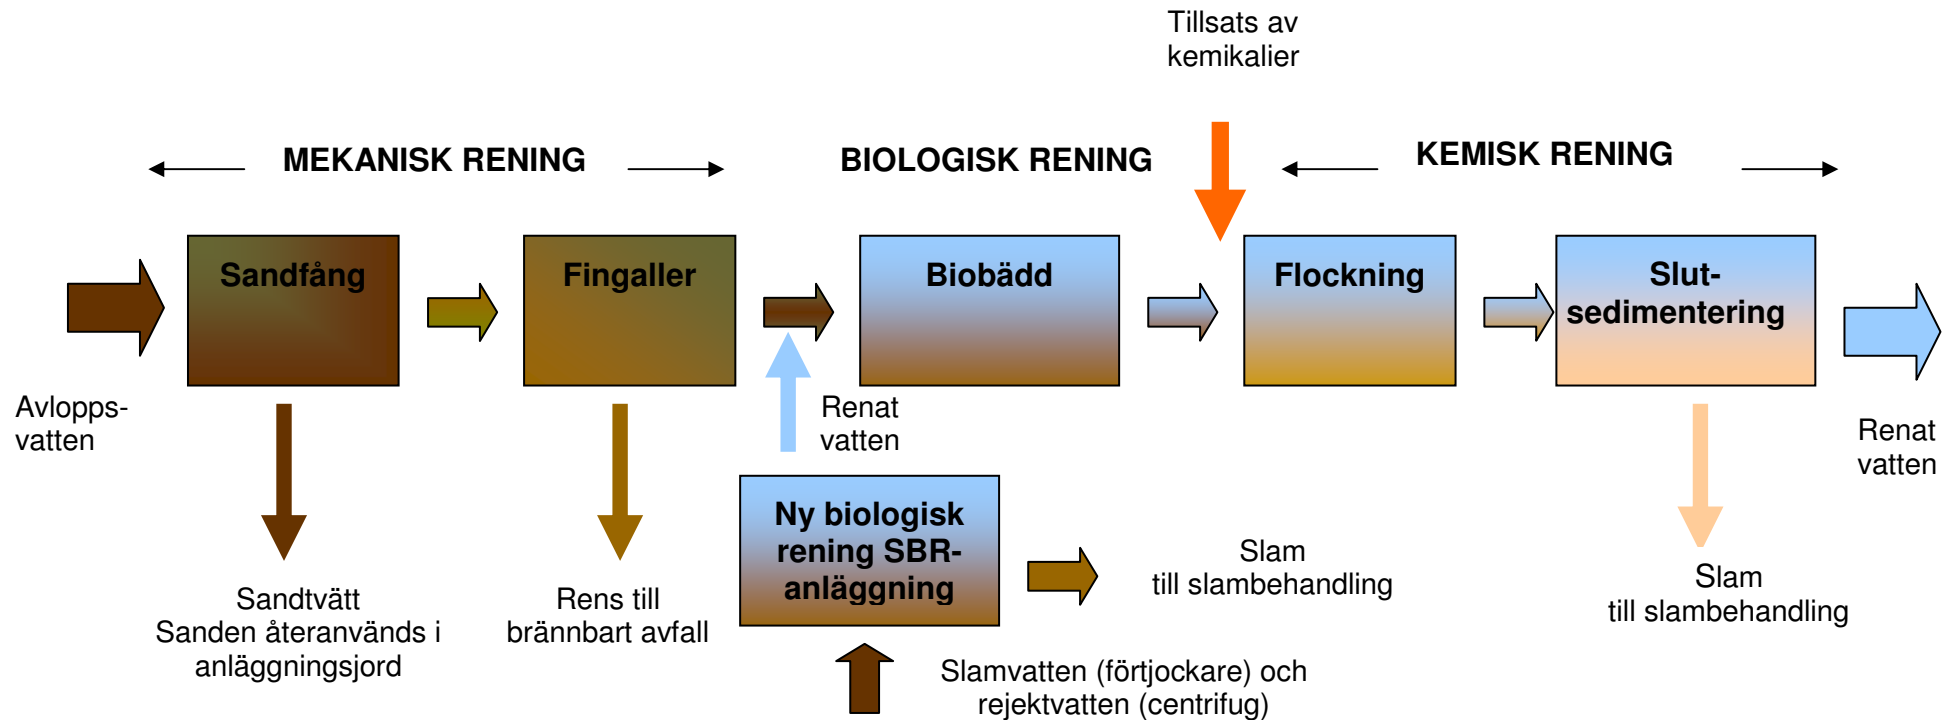 Tillsats av
kemikalier
MEKANISK RENING
BIOLOGISK RENING
KEMISK RENING
Sandfång
Fingaller
Biobädd
Flockning
Slut-
sedimentering
Avlopps-
vatten
Renat
vatten
Renat
vatten
Ny biologisk
rening SBR-
anläggning
Slam
till slambehandling
Slam
till slambehandling
Sandtvätt
Sanden återanvänds i
anläggningsjord
Rens till
brännbart avfall
Slamvatten (förtjockare) och
rejektvatten (centrifug)